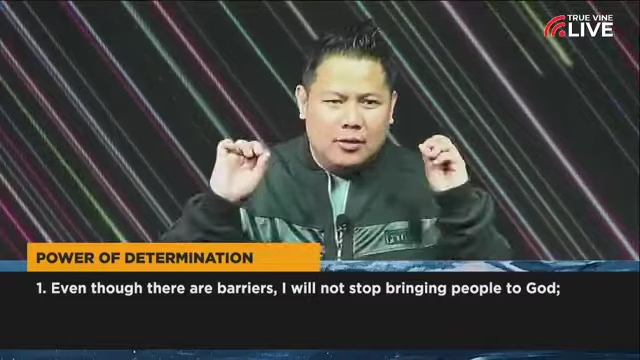 TRUE VINE
LIVE
POWER OF DETERMINATION
1. Even though there are barriers, I will not stop bringing people to God;